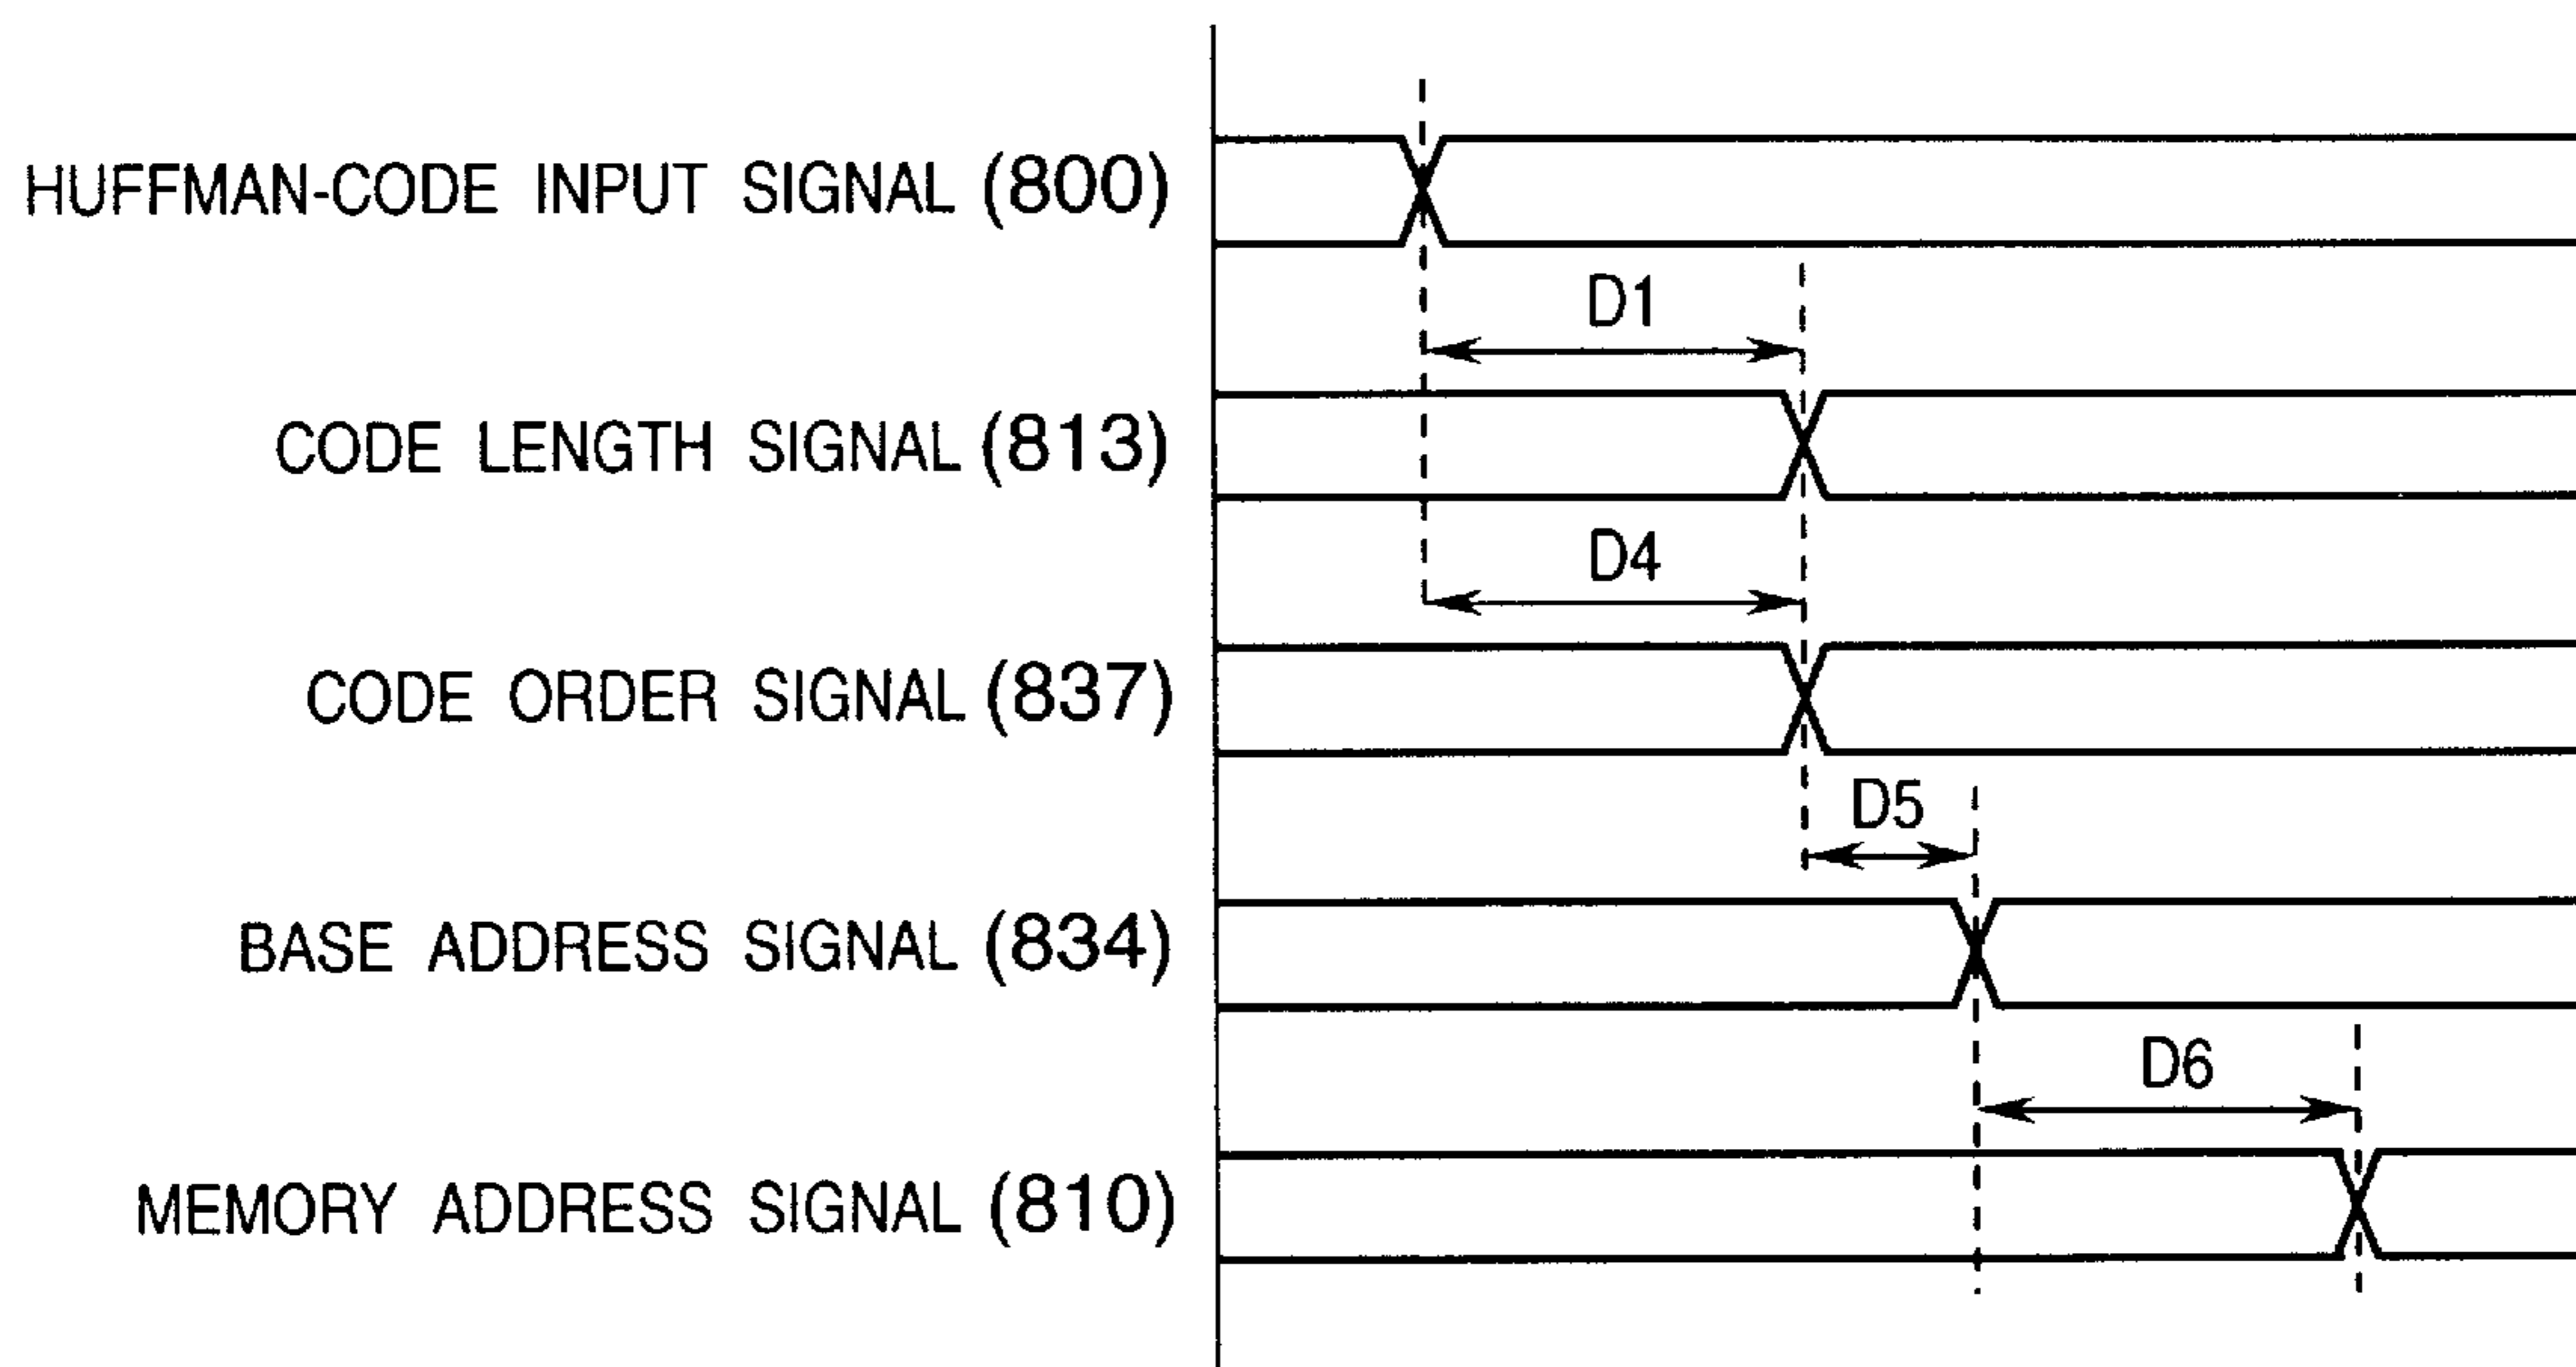 HUFFMAN-CODE INPUT SIGNAL (800)
D1
CODE LENGTH SIGNAL (813)
D4
CODE ORDER SIGNAL (837)
D5
BASE ADDRESS SIGNAL (834)
D6
MEMORY ADDRESS SIGNAL (810)